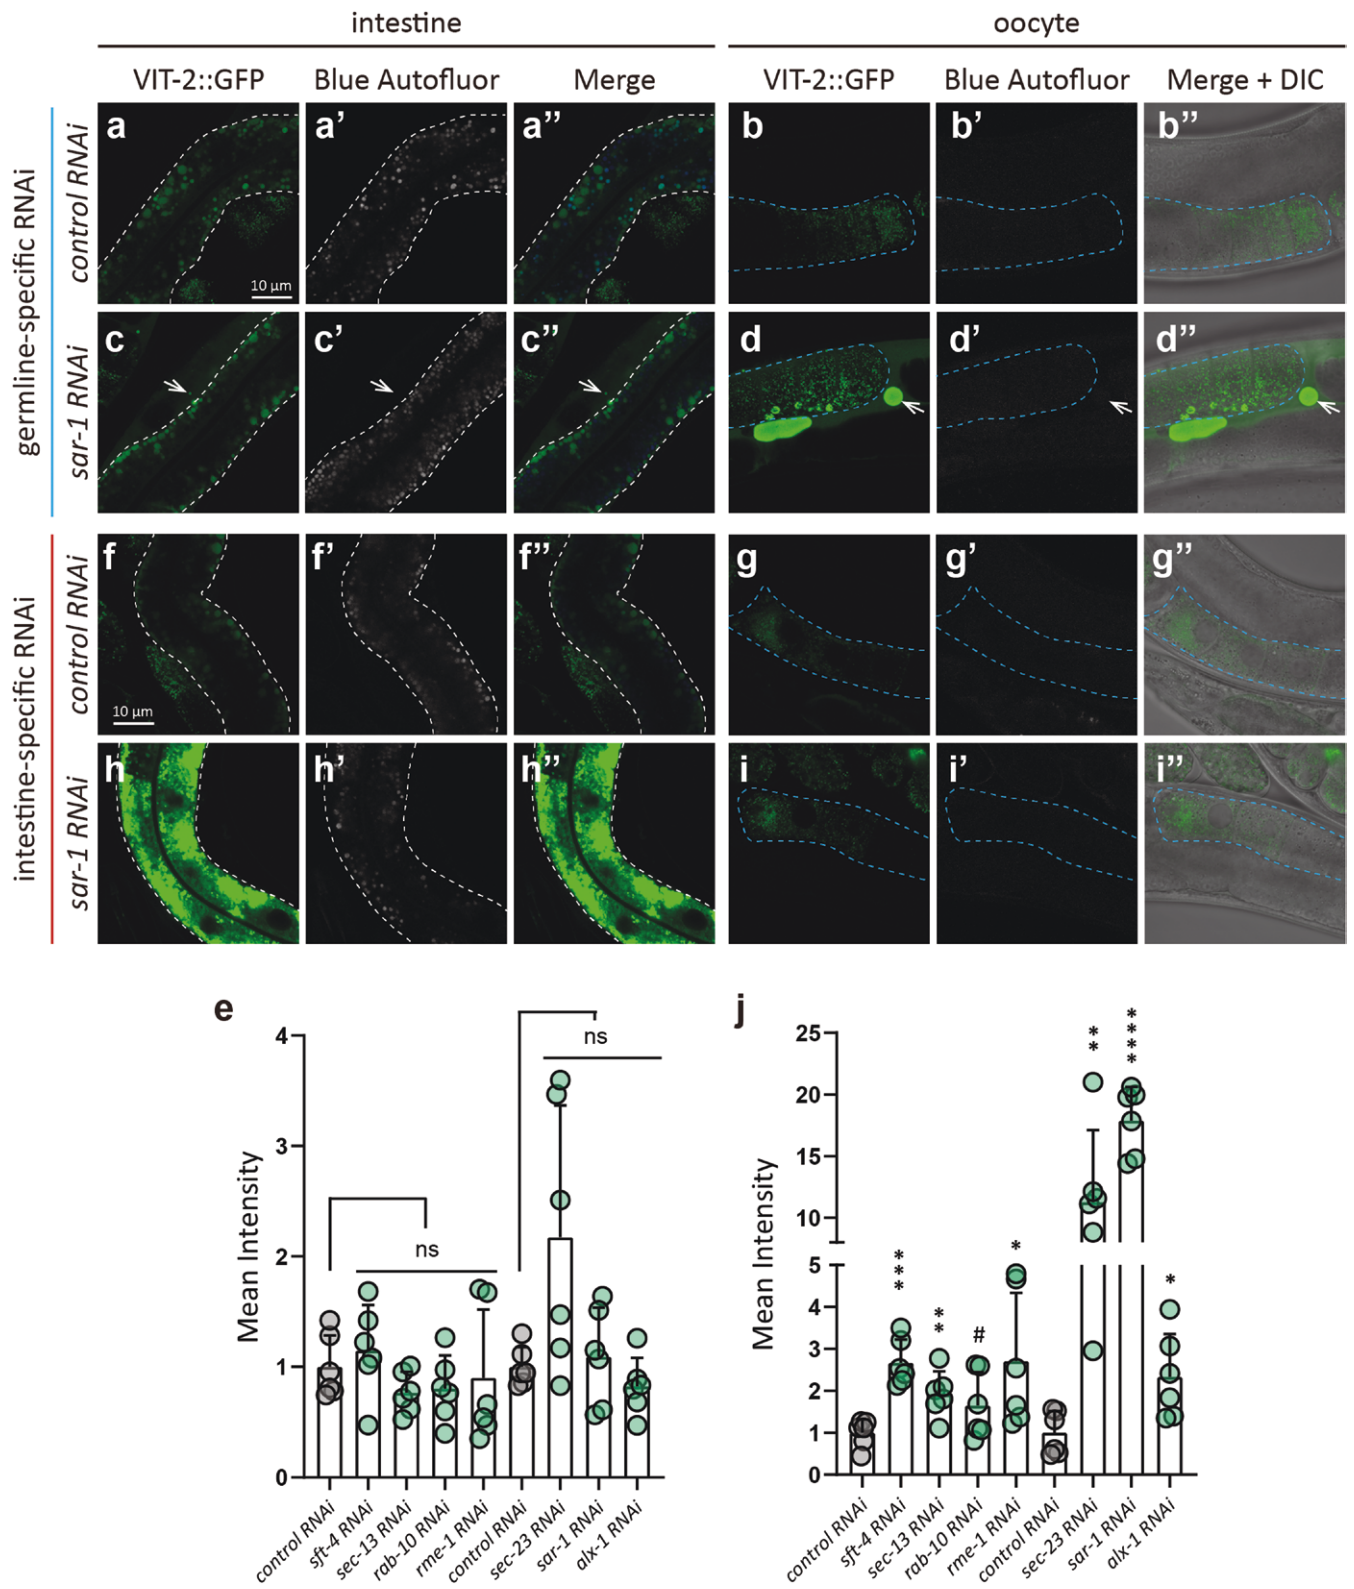 intestine
oocyte
VIT-2::GFP
Blue Autofluor
Merge
VIT-2::GFP
Blue Autofluor
Merge + DIC
germline-specific RNAi
control RNAi
a
a’
a’’
b
b’
b’’
10 µm
sar-1 RNAi
c
c’
c’’
d
d’
d’’
intestine-specific RNAi
control RNAi
f
f’
f’’
g
g’
g’’
10 µm
sar-1 RNAi
h
h’
h’’
i
i’
i’’
e
Mean Intensity
4
3
2
1
0
ns
ns
control RNAi
sft-4 RNAi
sec-13 RNAi
rab-10 RNAi
rme-1 RNAi
control RNAi
sec-23 RNAi
sar-1 RNAi
alx-1 RNAi
j
Mean Intensity
25
20
15
10
5
4
3
2
1
0
***
**
#
*
**
****
*
control RNAi
sft-4 RNAi
sec-13 RNAi
rab-10 RNAi
rme-1 RNAi
control RNAi
sec-23 RNAi
sar-1 RNAi
alx-1 RNAi